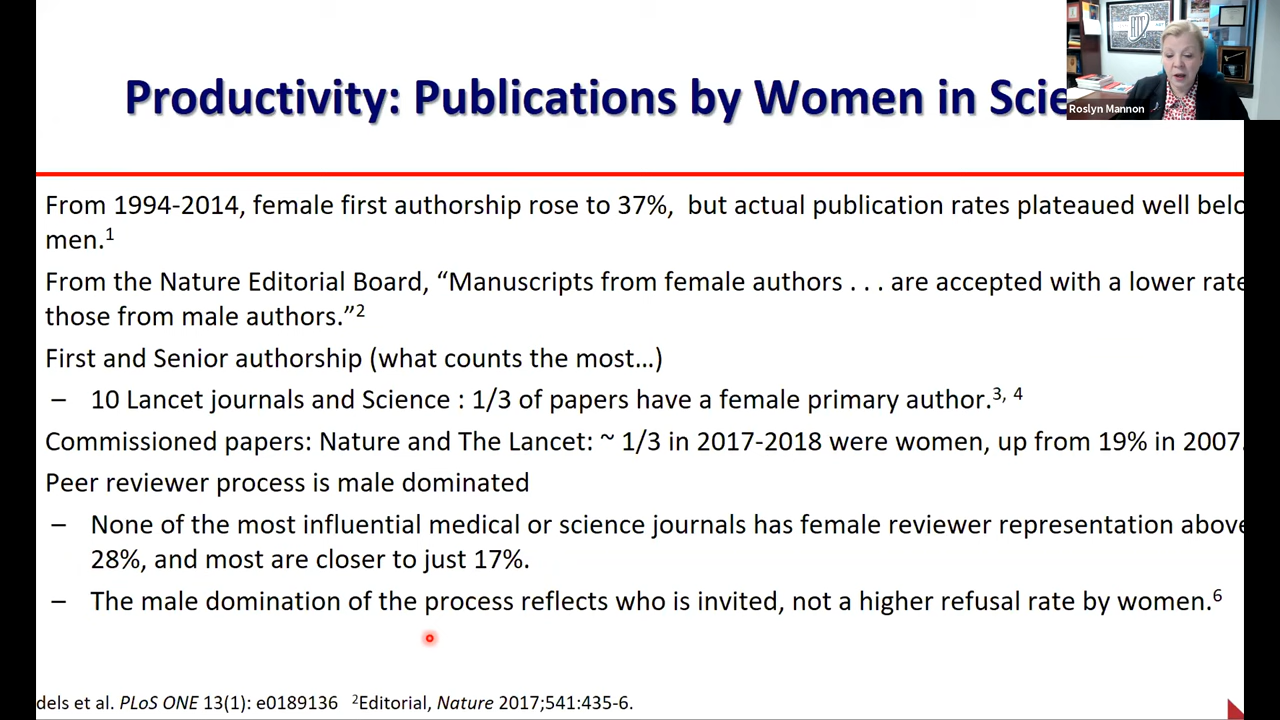 Productivity: Publications by Women in Scie
Roslyn Mannon
From 1994-2014, female first authorship rose to 37%,  but actual publication rates plateaued well belo
men.1
From the Nature Editorial Board, “Manuscripts from female authors . . . are accepted with a lower rate
those from male authors.”2
First and Senior authorship (what counts the most…)
– 10 Lancet journals and Science : 1/3 of papers have a female primary author.3, 4
Commissioned papers: Nature and The Lancet: ~ 1/3 in 2017-2018 were women, up from 19% in 2007.
Peer reviewer process is male dominated
– None of the most influential medical or science journals has female reviewer representation above
28%, and most are closer to just 17%.
– The male domination of the process reflects who is invited, not a higher refusal rate by women.6
dels et al. PLoS ONE 13(1): e0189136   2Editorial, Nature 2017;541:435-6.